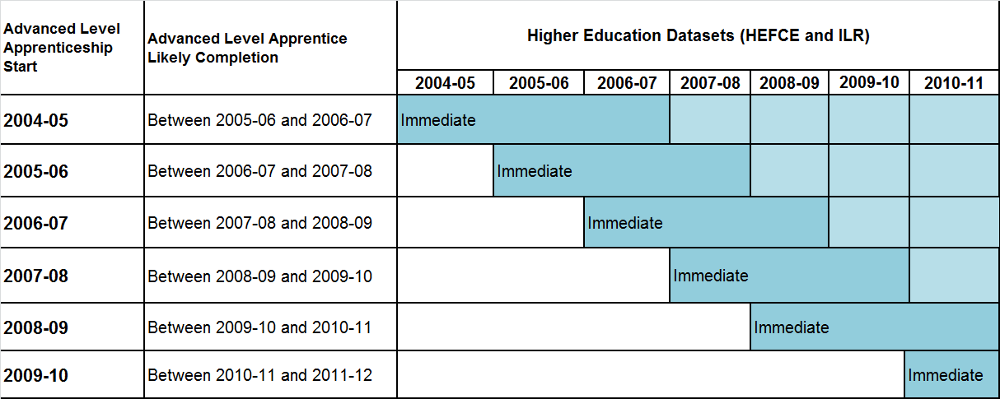 Advanced Level
Apprenticeship
Start
Advanced Level Apprentice
Likely Completion
Higher Education Datasets (HEFCE and ILR)
2004-05 2005-06 2006-07 2007-08 2008-09 2009-10 2010-11
2004-05 Between 2005-06 and 2006-07 Immediate
2005-06 Between 2006-07 and 2007-08 Immediate
2006-07 Between 2007-08 and 2008-09 Immediate
2007-08 Between 2008-09 and 2009-10 Immediate
2008-09 Between 2009-10 and 2010-11 Immediate
2009-10 Between 2010-11 and 2011-12 Immediate